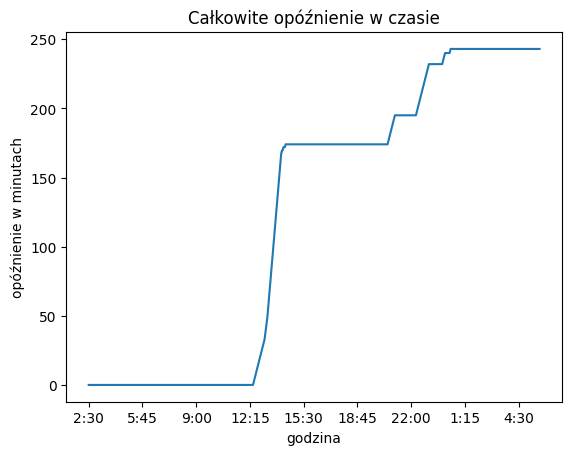 Całkowite opóźnienie w czasie
250
200
150
100
50
0
opóźnienie w minutach
2:30 5:45 9:00 12:15 15:30 18:45 22:00 1:15 4:30
godzina